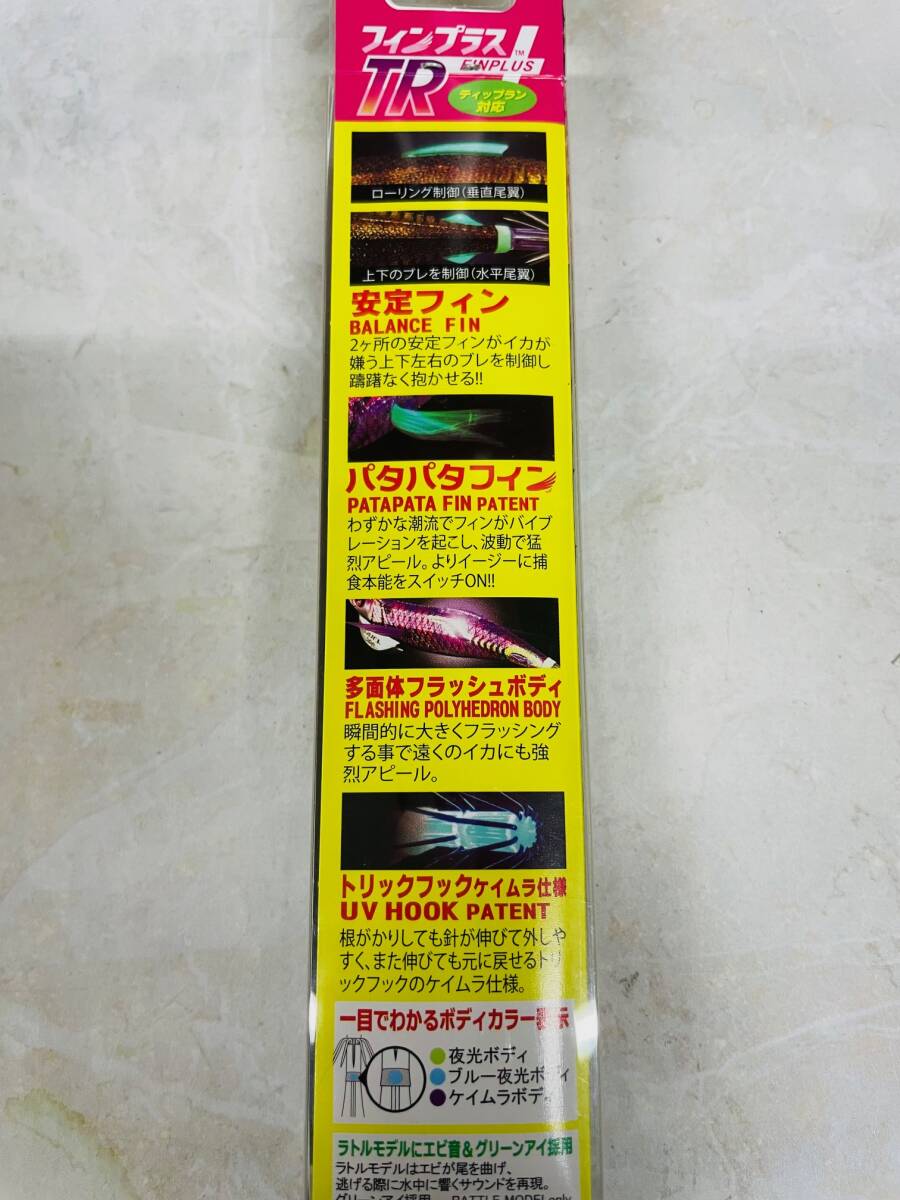 フィンプラス
FINPLUS
TM
TR
ティップラン
対応
ローリング制御(垂直尾翼)
上下のブレを制御(水平尾翼)
安定フィン
BALANCE FIN
2ヶ所の安定フィンがイカが
嫌う上下左右のブレを制御し
躊躇なく抱かせる!!
パタパタフィン
PATAPATA FIN PATENT
わずかな潮流でフィンがバイブ
レーションを起こし、波動で猛
烈アピール。よりイージーに捕
食本能をスイッチON!!
多面体フラッシュボディ
FLASHING POLYHEDRON BODY
瞬間的に大きくフラッシング
する事で遠くのイカにも強
烈アピール。
トリックフックケイムラ仕様
UV HOOK PATENT
根がかりしても針が伸びて外しや
すく、また伸びても元に戻せるトリ
ックフックのケイムラ仕様。
一目でわかるボディカラー表示
夜光ボディ
ブルー夜光ボディ
ケイムラボディ
ラトルモデルにエビ音&グリーンアイ採用
ラトルモデルはエビが尾を曲げ、
逃げる際に水中に響くサウンドを再現。
グリーンアイ採用 RATTLE MODEL only